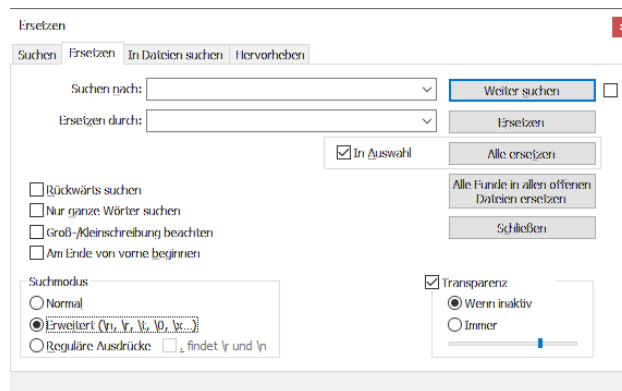 Ersetzen
Suchen Ersetzen In Dateien suchen Hervorheben
Suchen nach: Weiter suchen
Ersetzen durch: Ersetzen
In Auswahl Alle ersetzen
Rückwärts suchen
Alle Funde in allen offenen
Dateien ersetzen
Nur ganze Wörter suchen
Groß-/Kleinschreibung beachten
Schließen
Am Ende von vorne beginnen
Suchmodus
Normal
Erweitert (\n, \r, \t, \0, \x...)
Reguläre Ausdrücke . findet \r und \n
Transparenz
Wenn inaktiv
Immer